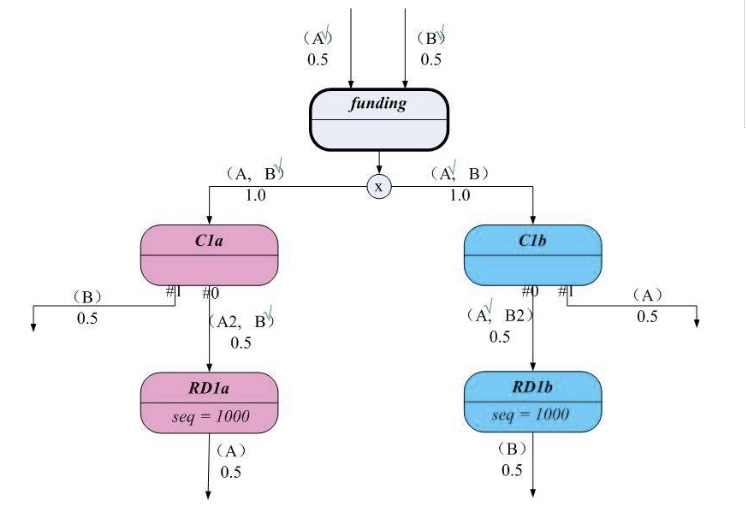 (A√) (B√)
0.5 0.5
funding
(A, B√) x (A√, B)
1.0 1.0
C1a C1b
(B) #1 #0 #0 #1 (A)
0.5 0.5
(A2, B√) (A√, B2)
0.5 0.5
RD1a RD1b
seq = 1000 seq = 1000
(A) (B)
0.5 0.5